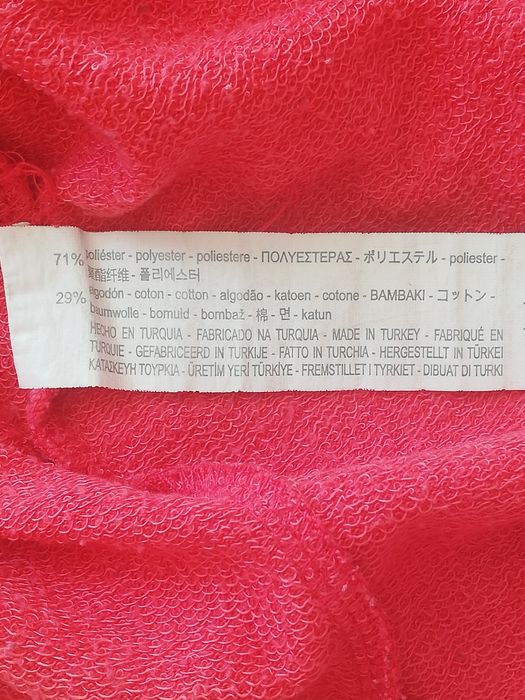 71% poliéster - polyester - poliestere - ΠΟΛΥΕΣΤΕΡΑΣ - ポリエステル - poliester -
聚酯纤维 - 폴리에스터
29% algodón - coton - cotton - algodão - katoen - cotone - BAMBAKI - コットン -
baumwolle - bomuid - bombaž - 棉 - 면 - katun
HECHO EN TURQUIA - FABRICADO NA TURQUIA - MADE IN TURKEY - FABRIQUÉ EN
TURQUIE - GEFABRICEERD IN TURKIJE - FATTO IN TURCHIA - HERGESTELLT IN TÜRKEI
ΚΑΤΑΣΚΕΥΗ ΤΟΥΡΚΙΑ - ÜRETİM YERİ TÜRKİYE - FREMSTILLET I TYRKIET - DIBUAT DI TURKI